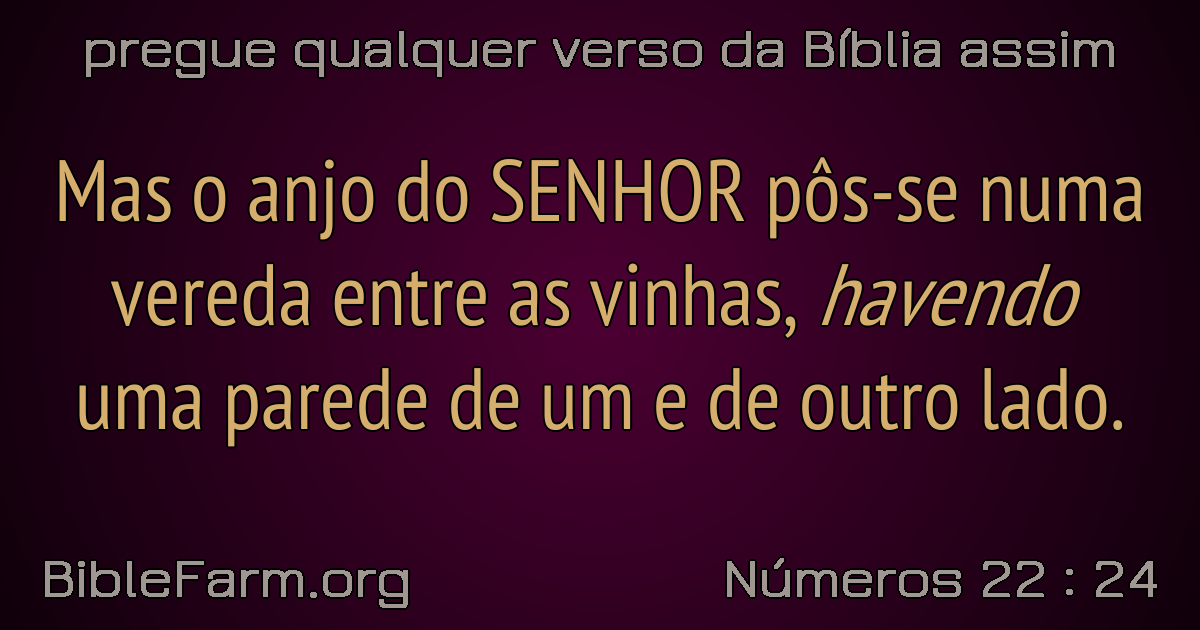 pregue qualquer verso da Bíblia assim
Mas o anjo do SENHOR pôs-se numa
vereda entre as vinhas, havendo
uma parede de um e de outro lado.
BibleFarm.org
Números 22 : 24